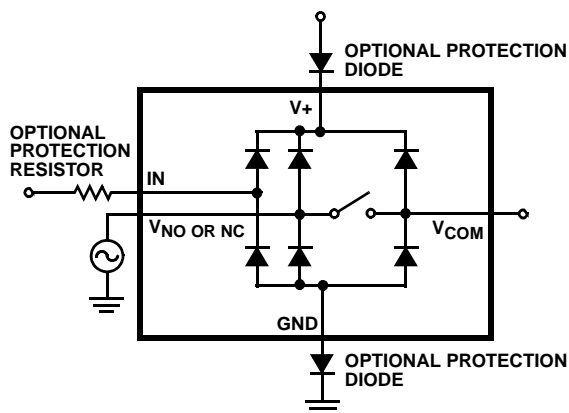 OPTIONAL PROTECTION
DIODE
V+
OPTIONAL
PROTECTION
RESISTOR
IN
VNO OR NC
VCOM
GND
OPTIONAL PROTECTION
DIODE